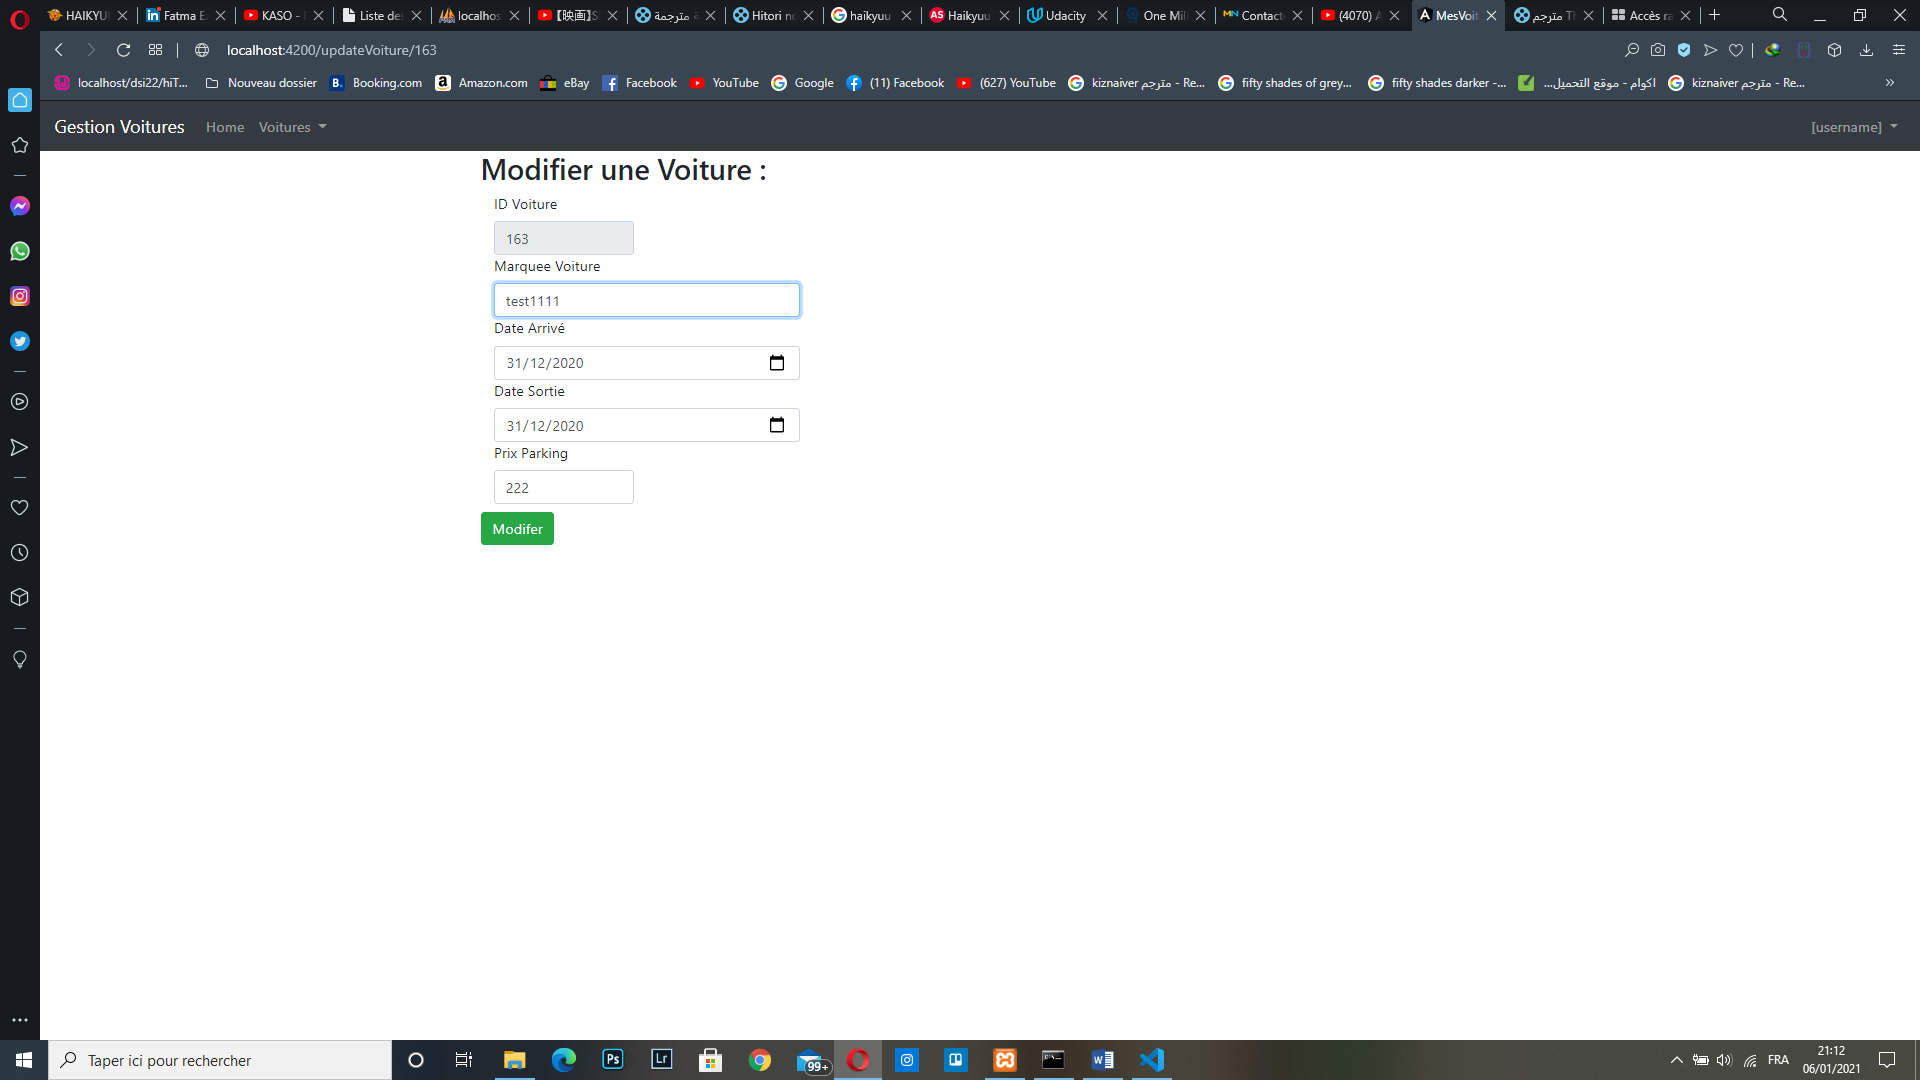 HAIKYU
Fatma E
KASO -
Liste de
localhos
【映画】S
مترجمة
Hitori n
haikyuu
Haikyuu
Udacity
One Mil
Contact
(4070) A
MesVoit
مترجم T
Accès ra
localhost:4200/updateVoiture/163
localhost/dsi22/hiT...
Nouveau dossier
Booking.com
Amazon.com
eBay
Facebook
YouTube
Google
(11) Facebook
(627) YouTube
kiznaiver مترجم - Re...
fifty shades of grey...
fifty shades darker -...
اكوام - موقع التحميل...
kiznaiver مترجم - Re...
Gestion Voitures
Home
Voitures
[username]
Modifier une Voiture :
ID Voiture
163
Marquee Voiture
test1111
Date Arrivé
31/12/2020
Date Sortie
31/12/2020
Prix Parking
222
Modifer
Taper ici pour rechercher
99+
FRA
21:12
06/01/2021